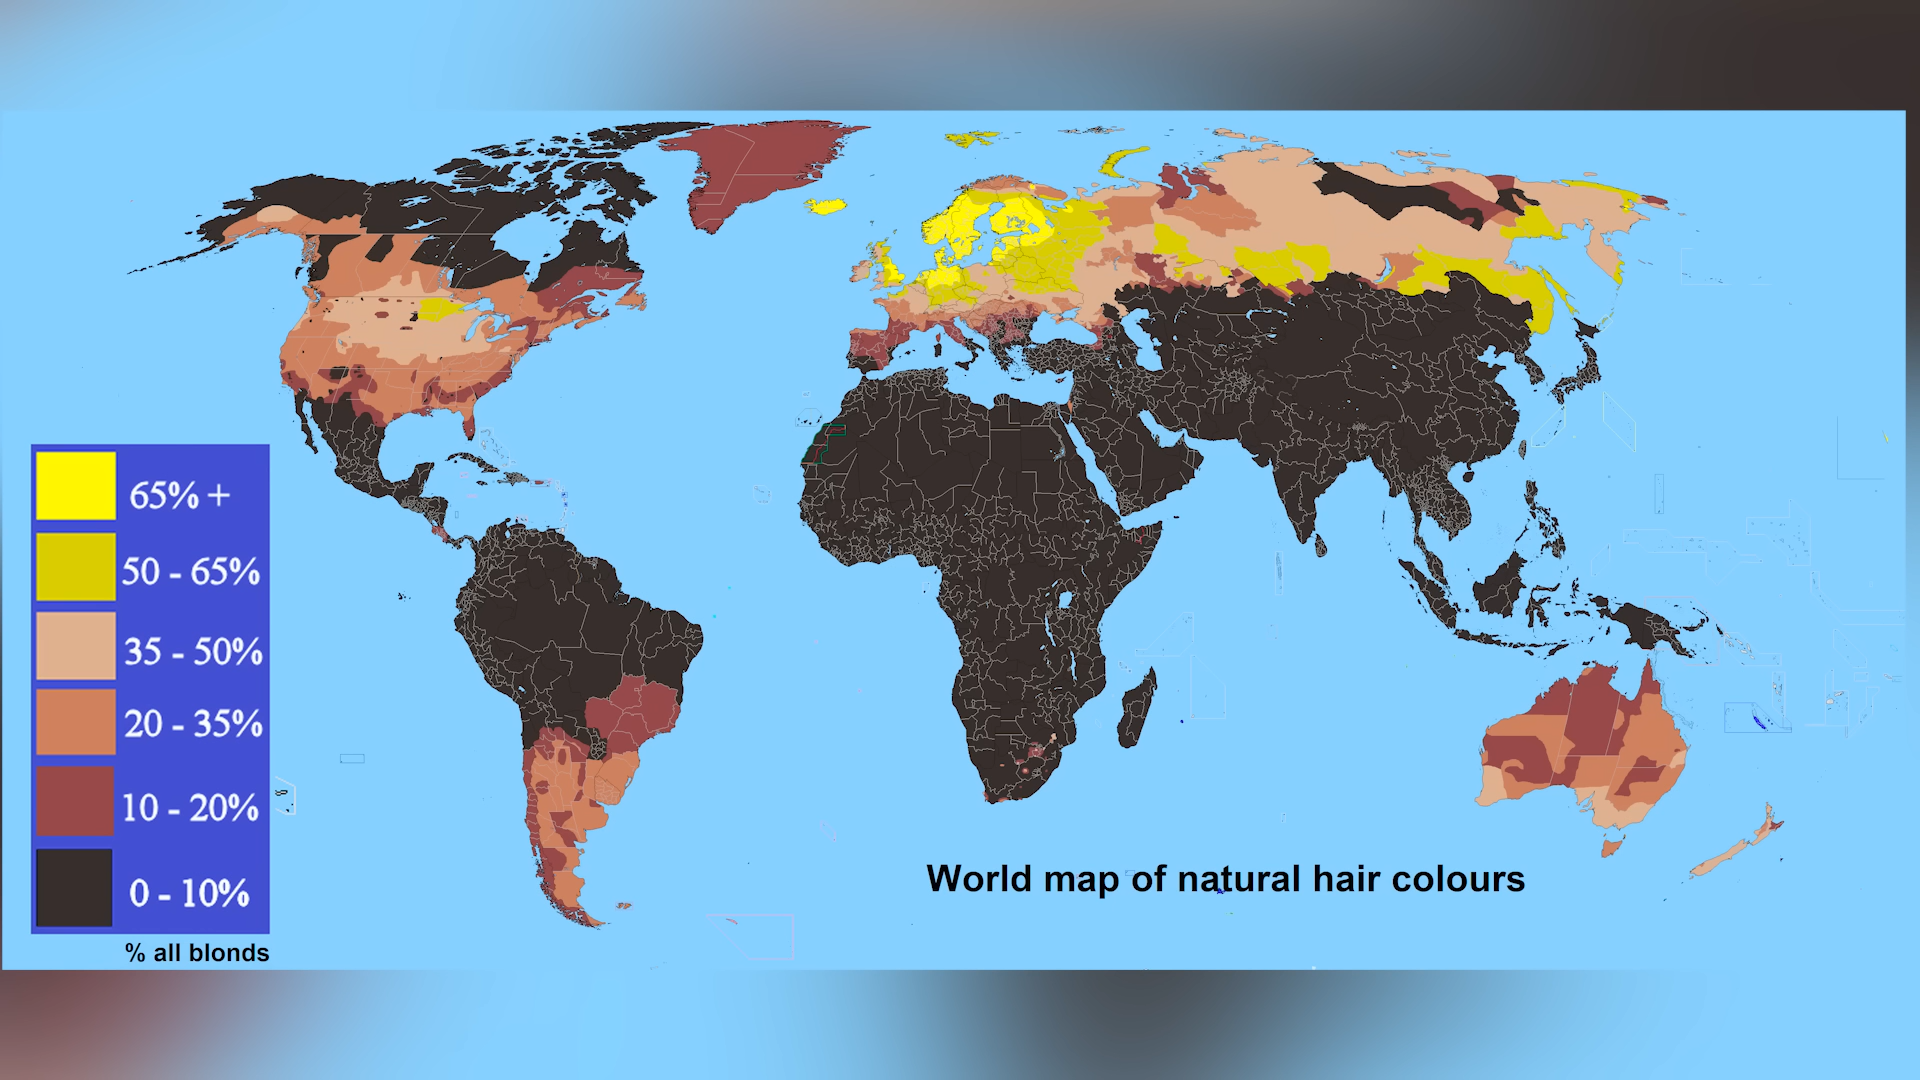 65% +
50 - 65%
35 - 50%
20 - 35%
10 - 20%
0 - 10%
% all blonds
World map of natural hair colours